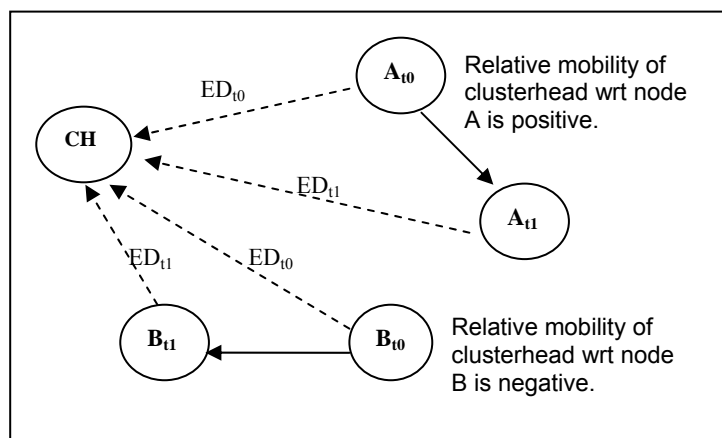 A_t0
Relative mobility of
clusterhead wrt node
A is positive.
ED_t0
CH
ED_t1
A_t1
ED_t1
ED_t0
B_t1
B_t0
Relative mobility of
clusterhead wrt node
B is negative.